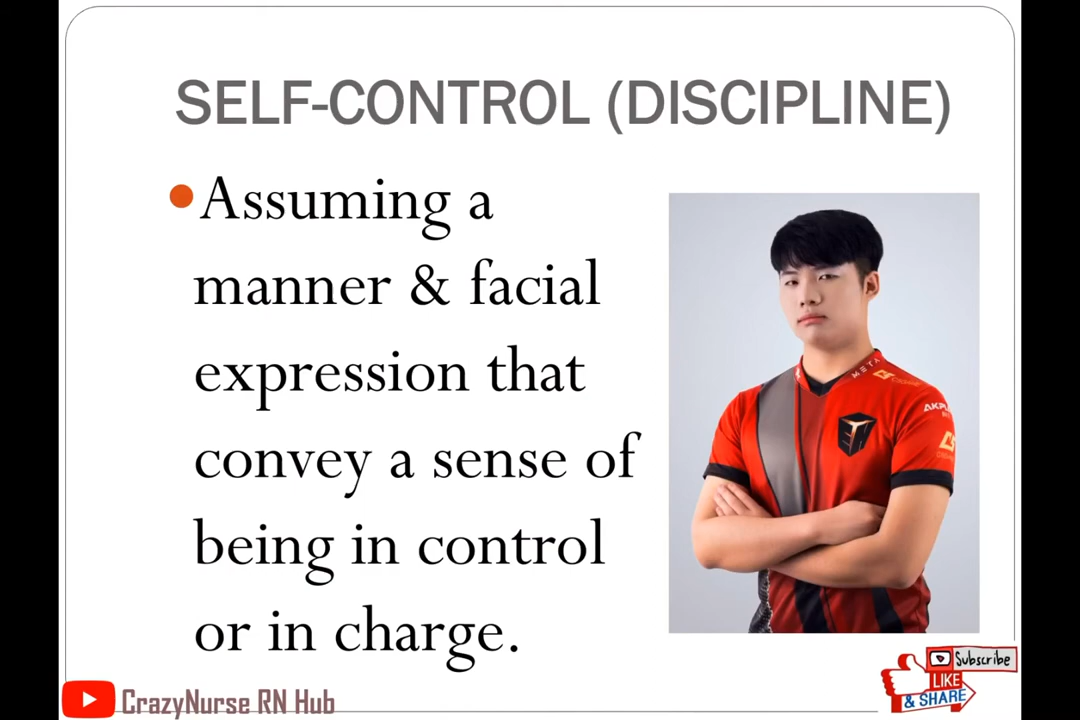 SELF-CONTROL (DISCIPLINE)
Assuming a
manner & facial
expression that
convey a sense of
being in control
or in charge.
META
Subscribe
LIKE
& SHARE
CrazyNurse RN Hub